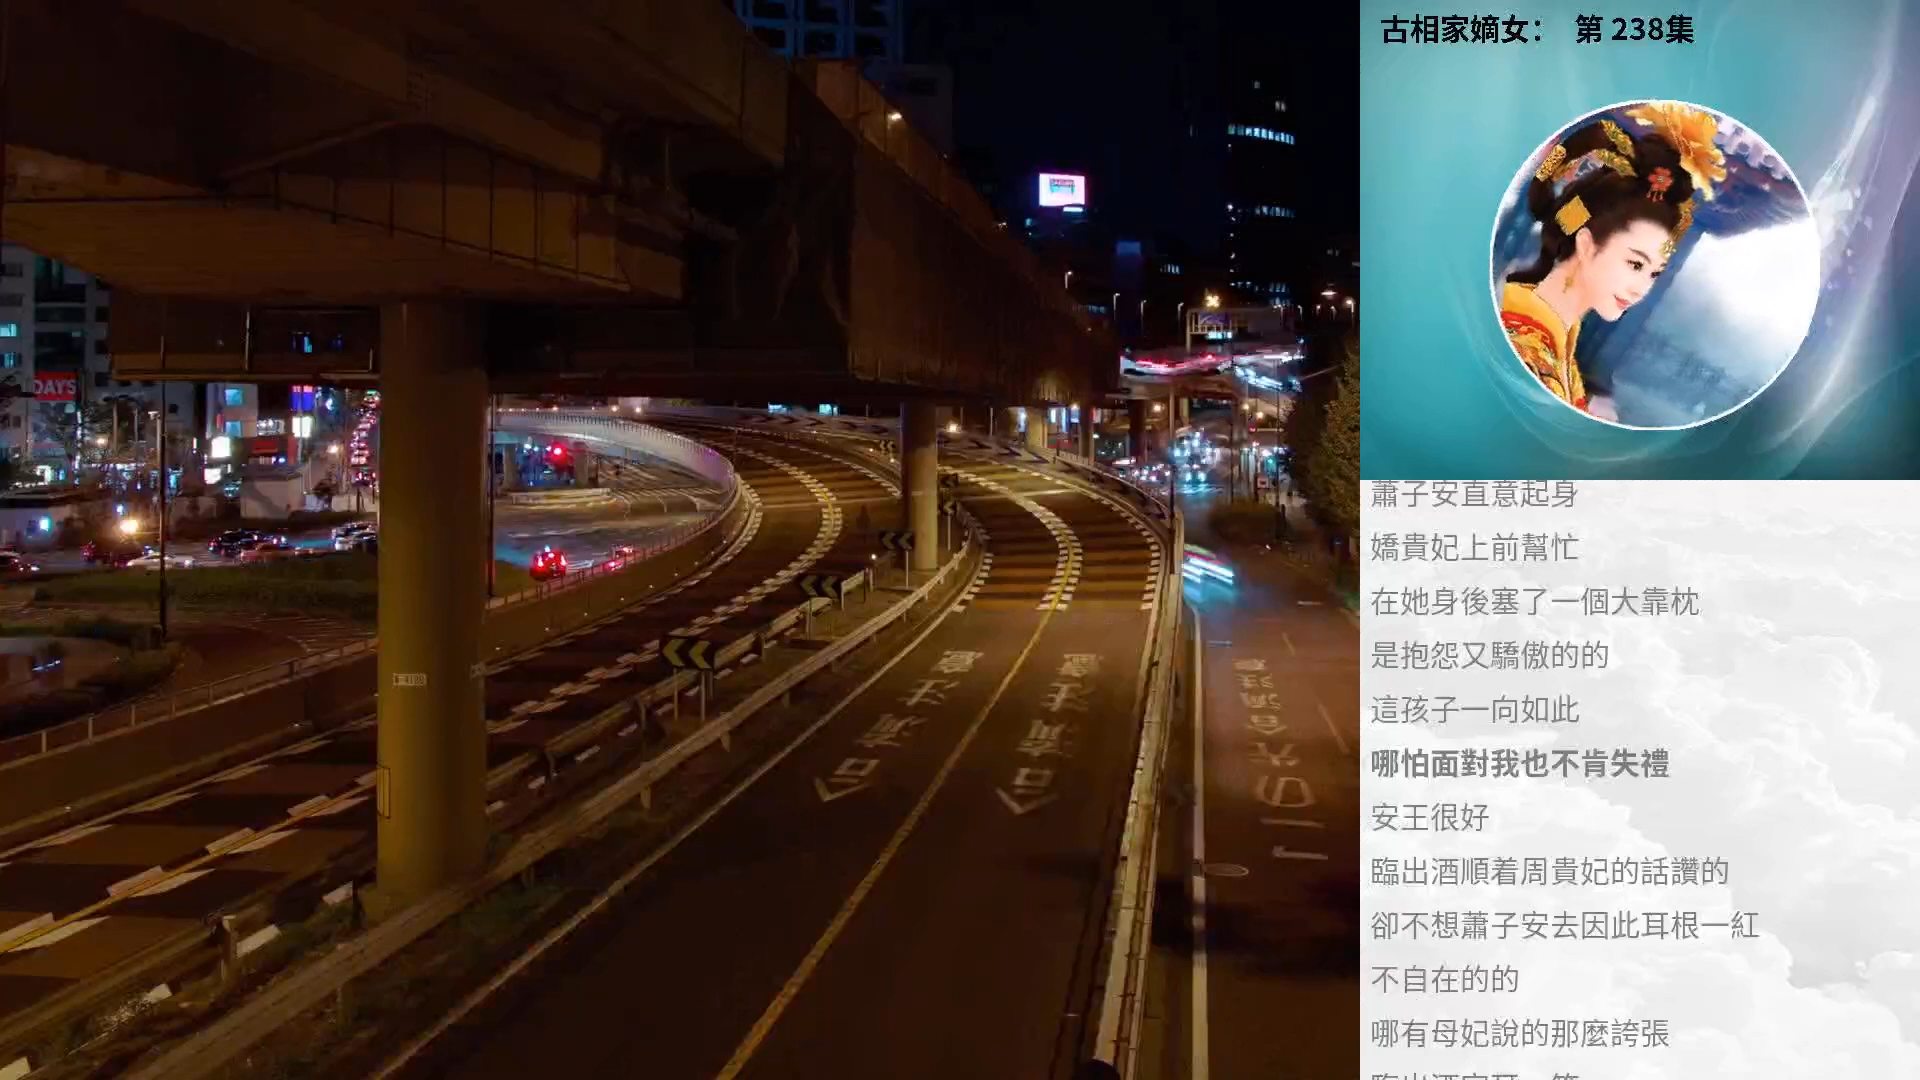 古相家嫡女： 第 238集
蕭子安直意起身
嬌貴妃上前幫忙
在她身後塞了一個大靠枕
是抱怨又驕傲的的
這孩子一向如此
哪怕面對我也不肯失禮
安王很好
臨出酒順着周貴妃的話讚的
卻不想蕭子安去因此耳根一紅
不自在的的
哪有母妃說的那麼誇張
DAYS